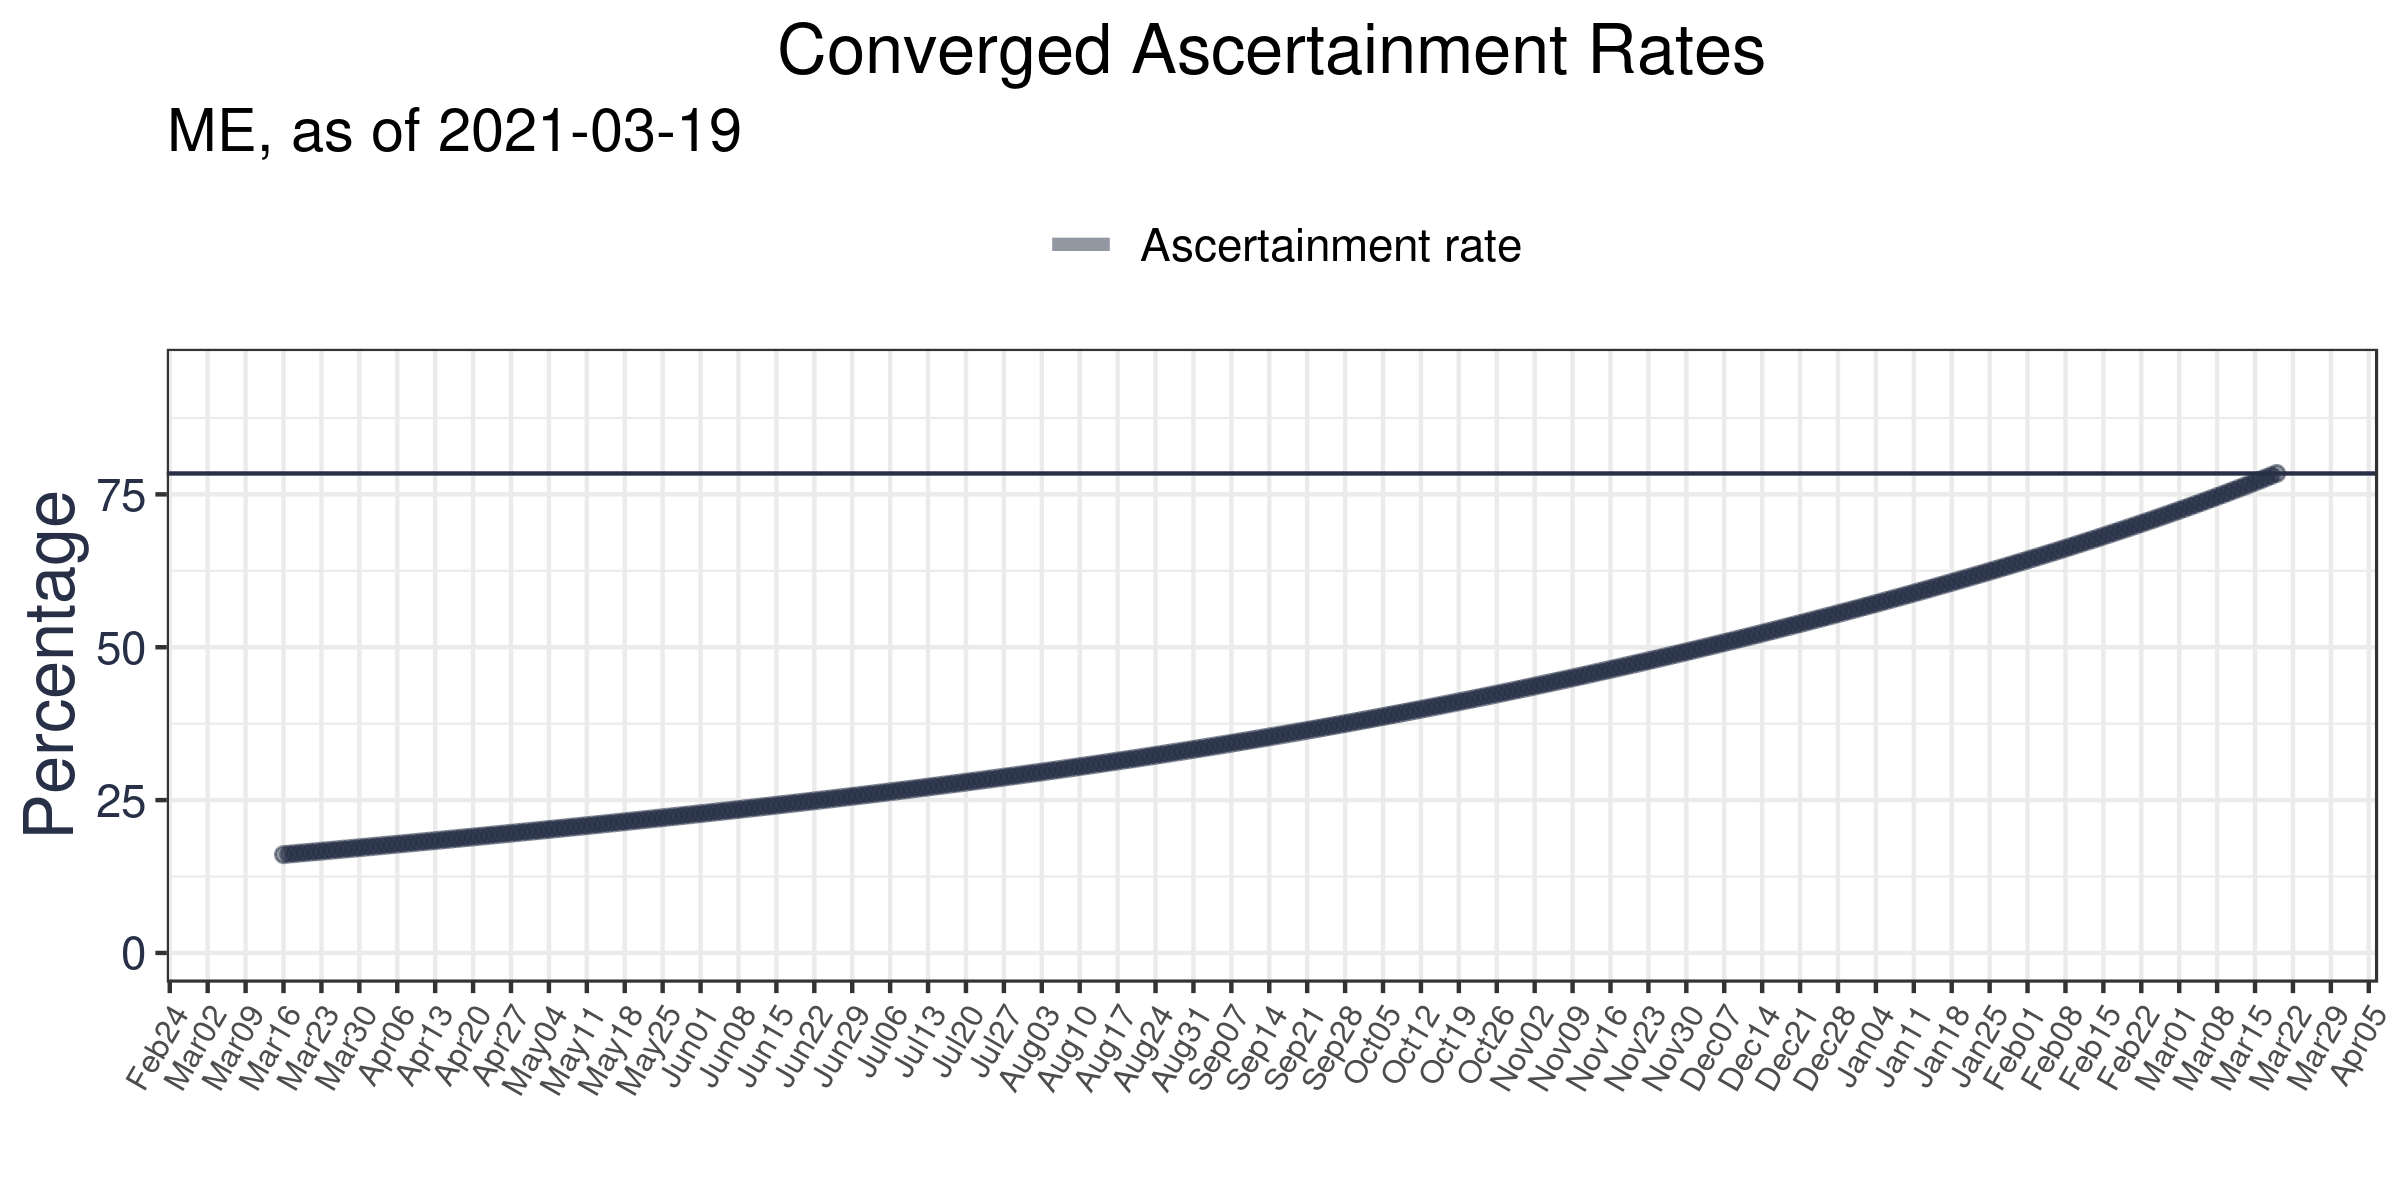 Converged Ascertainment Rates
ME, as of 2021-03-19
Ascertainment rate
Percentage
75
50
25
0
Feb24 Mar02 Mar09 Mar16 Mar23 Mar30 Apr06 Apr13 Apr20 Apr27 May04 May11 May18 May25 Jun01 Jun08 Jun15 Jun22 Jun29 Jul06 Jul13 Jul20 Jul27 Aug03 Aug10 Aug17 Aug24 Aug31 Sep07 Sep14 Sep21 Sep28 Oct05 Oct12 Oct19 Oct26 Nov02 Nov09 Nov16 Nov23 Nov30 Dec07 Dec14 Dec21 Dec28 Jan04 Jan11 Jan18 Jan25 Feb01 Feb08 Feb15 Feb22 Mar01 Mar08 Mar15 Mar22 Mar29 Apr05